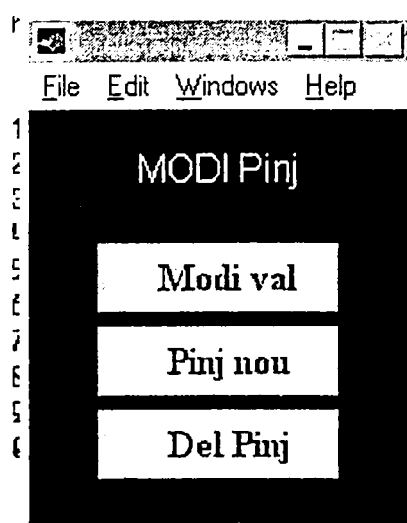 File Edit Windows Help
MODI Pinj
Modi val
Pinj nou
Del Pinj